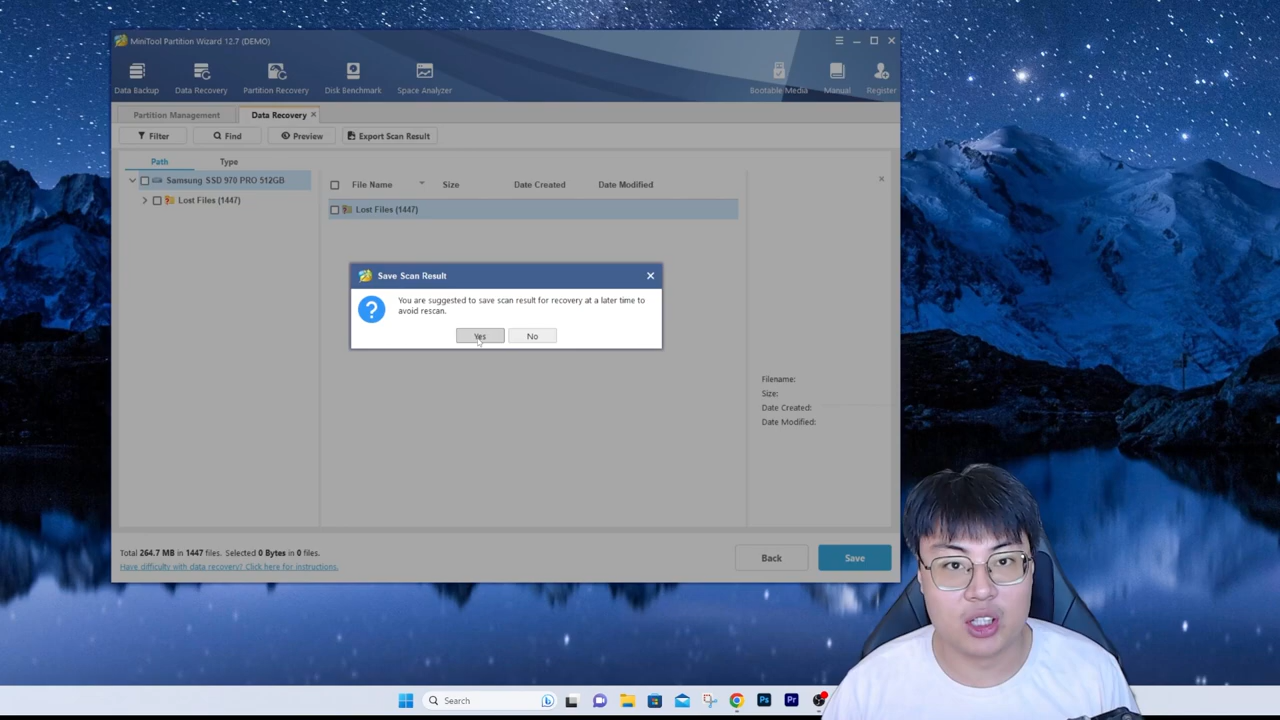 MiniTool Partition Wizard 12.7 (DEMO)
Data Backup
Data Recovery
Partition Recovery
Disk Benchmark
Space Analyzer
Bootable Media
Manual
Register
Partition Management
Data Recovery
Filter
Find
Preview
Export Scan Result
Path
Type
Samsung SSD 970 PRO 512GB
Lost Files (1447)
File Name
Size
Date Created
Date Modified
Lost Files (1447)
Save Scan Result
You are suggested to save scan result for recovery at a later time to
avoid rescan.
Yes
No
Filename:
Size:
Date Created:
Date Modified:
Total 264.7 MB in 1447 files. Selected 0 Bytes in 0 files.
Have difficulty with data recovery? Click here for instructions.
Back
Save
Search
Ps
Pr